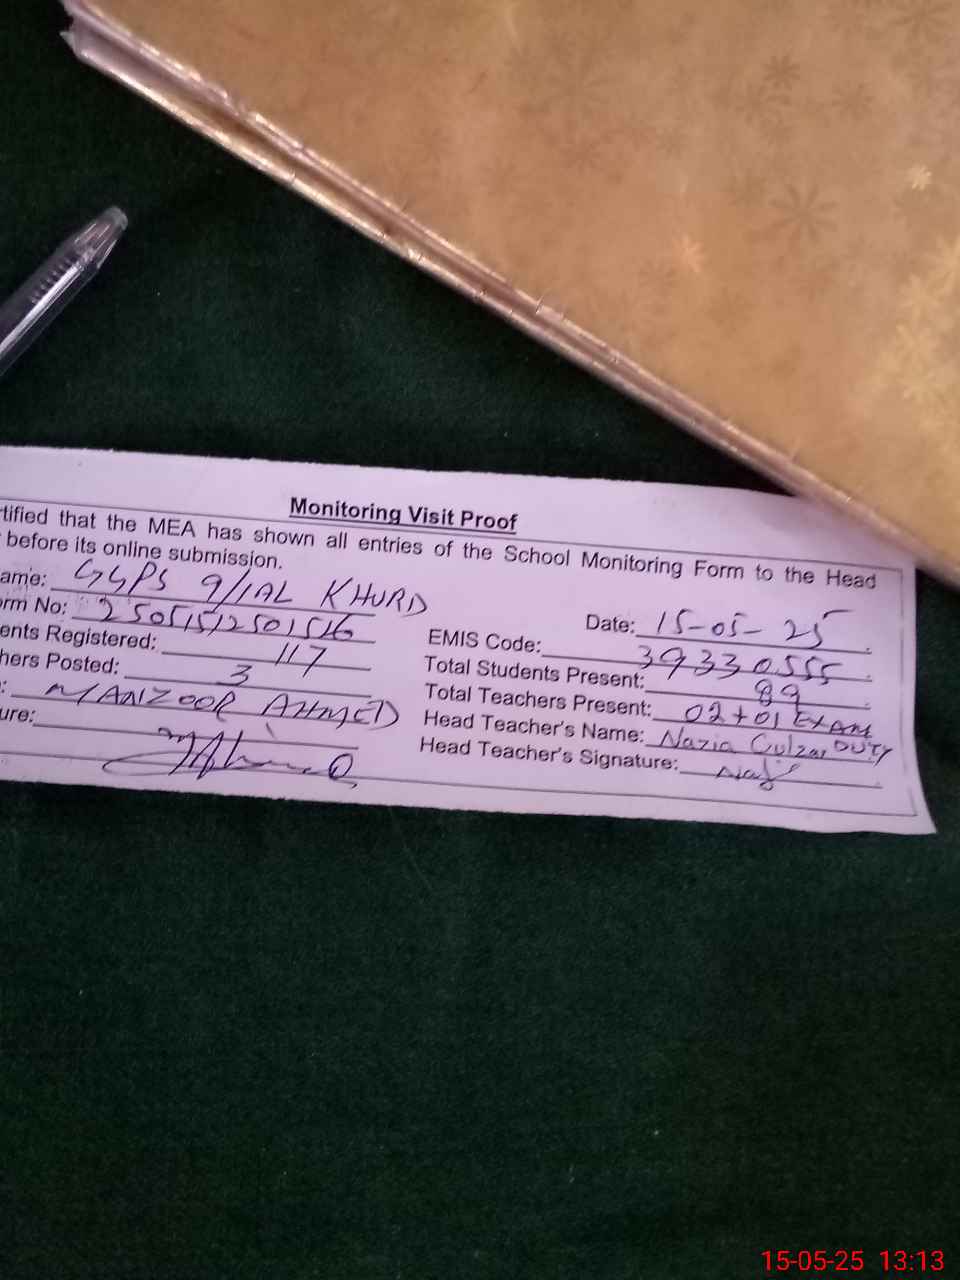 Monitoring Visit Proof
rtified that the MEA has shown all entries of the School Monitoring Form to the Head
before its online submission.
ame: GGPS 9/1AL KHURD
Date: 15-05-25
orm No: 2505151250151516
EMIS Code: 39330555
ents Registered: 117
Total Students Present: 89
hers Posted: 3
Total Teachers Present: 02+01 EXAM DUTY
: MANZOOR AHMED
Head Teacher's Name: Nazia Gulzar
ure:
Head Teacher's Signature:
15-05-25 13:13